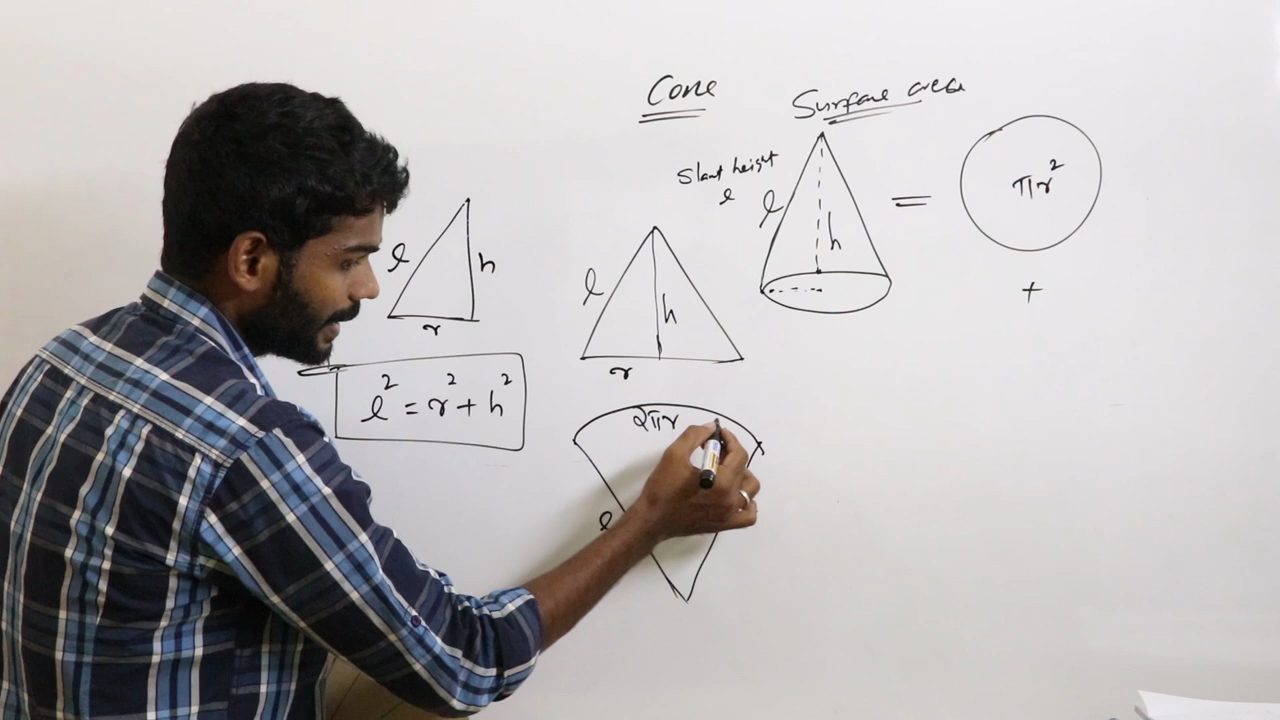 Cone
Surface area
Slant height
l
l
h
=
πr²
+
l
h
r
l
h
r
l² = r² + h²
2πr
l